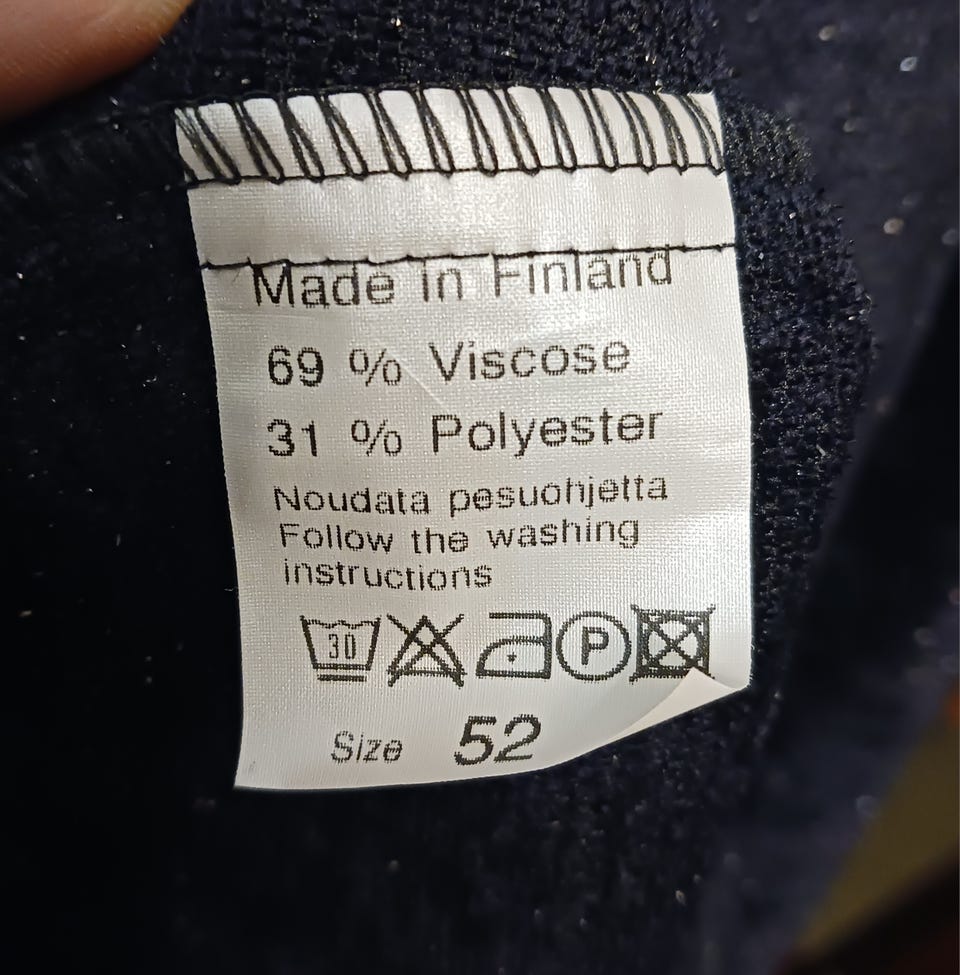 Made in Finland
69 % Viscose
31 % Polyester
Noudata pesuohjetta
Follow the washing
instructions
30 P
Size 52